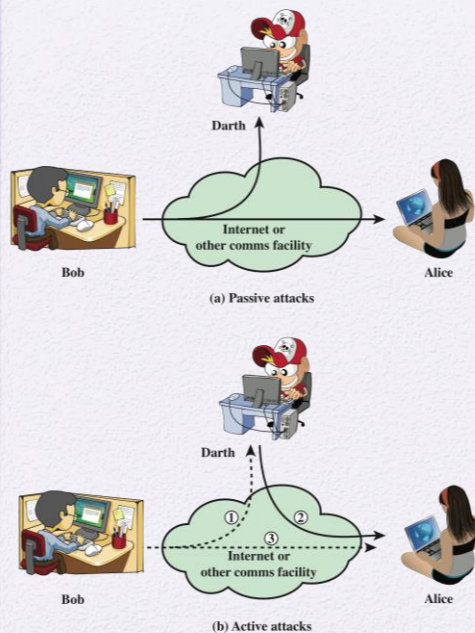 Darth
Internet or
other comms facility
Bob
Alice
(a) Passive attacks
Darth
① ②
③
Internet or
other comms facility
Bob
Alice
(b) Active attacks